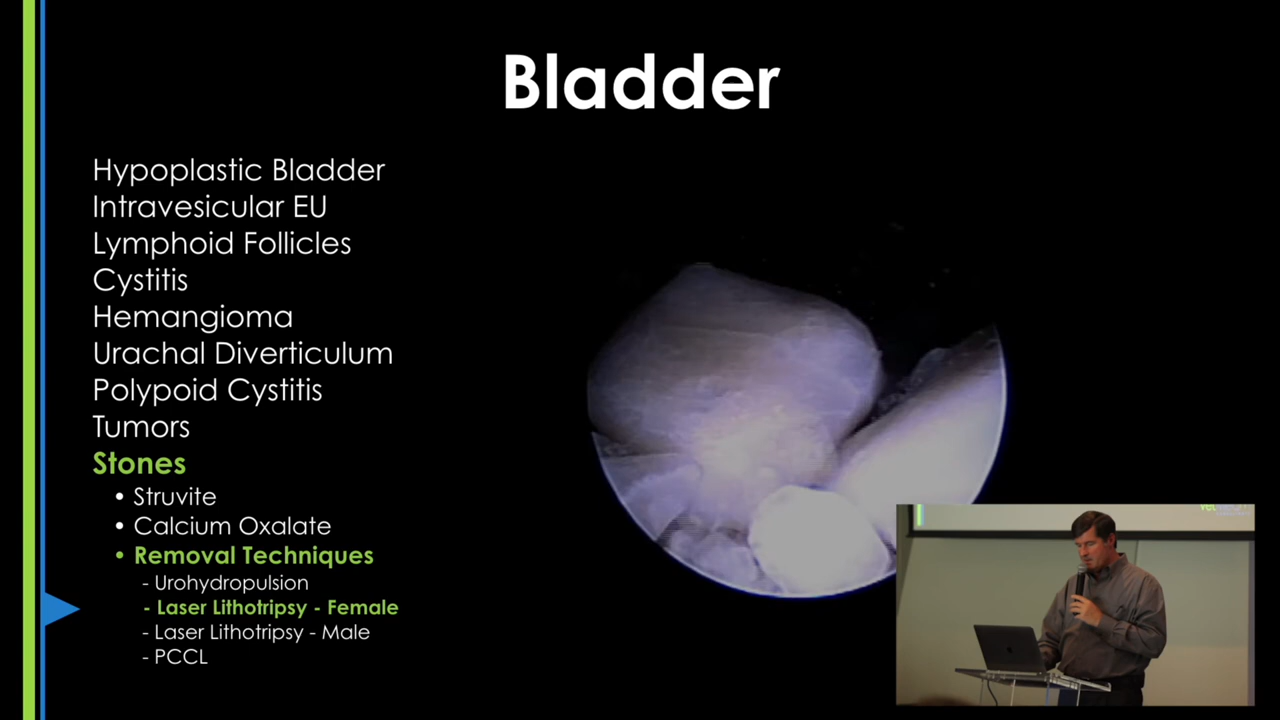 Bladder
Hypoplastic Bladder
Intravesicular EU
Lymphoid Follicles
Cystitis
Hemangioma
Urachal Diverticulum
Polypoid Cystitis
Tumors
Stones
• Struvite
• Calcium Oxalate
• Removal Techniques
- Urohydropulsion
- Laser Lithotripsy - Female
- Laser Lithotripsy - Male
- PCCL